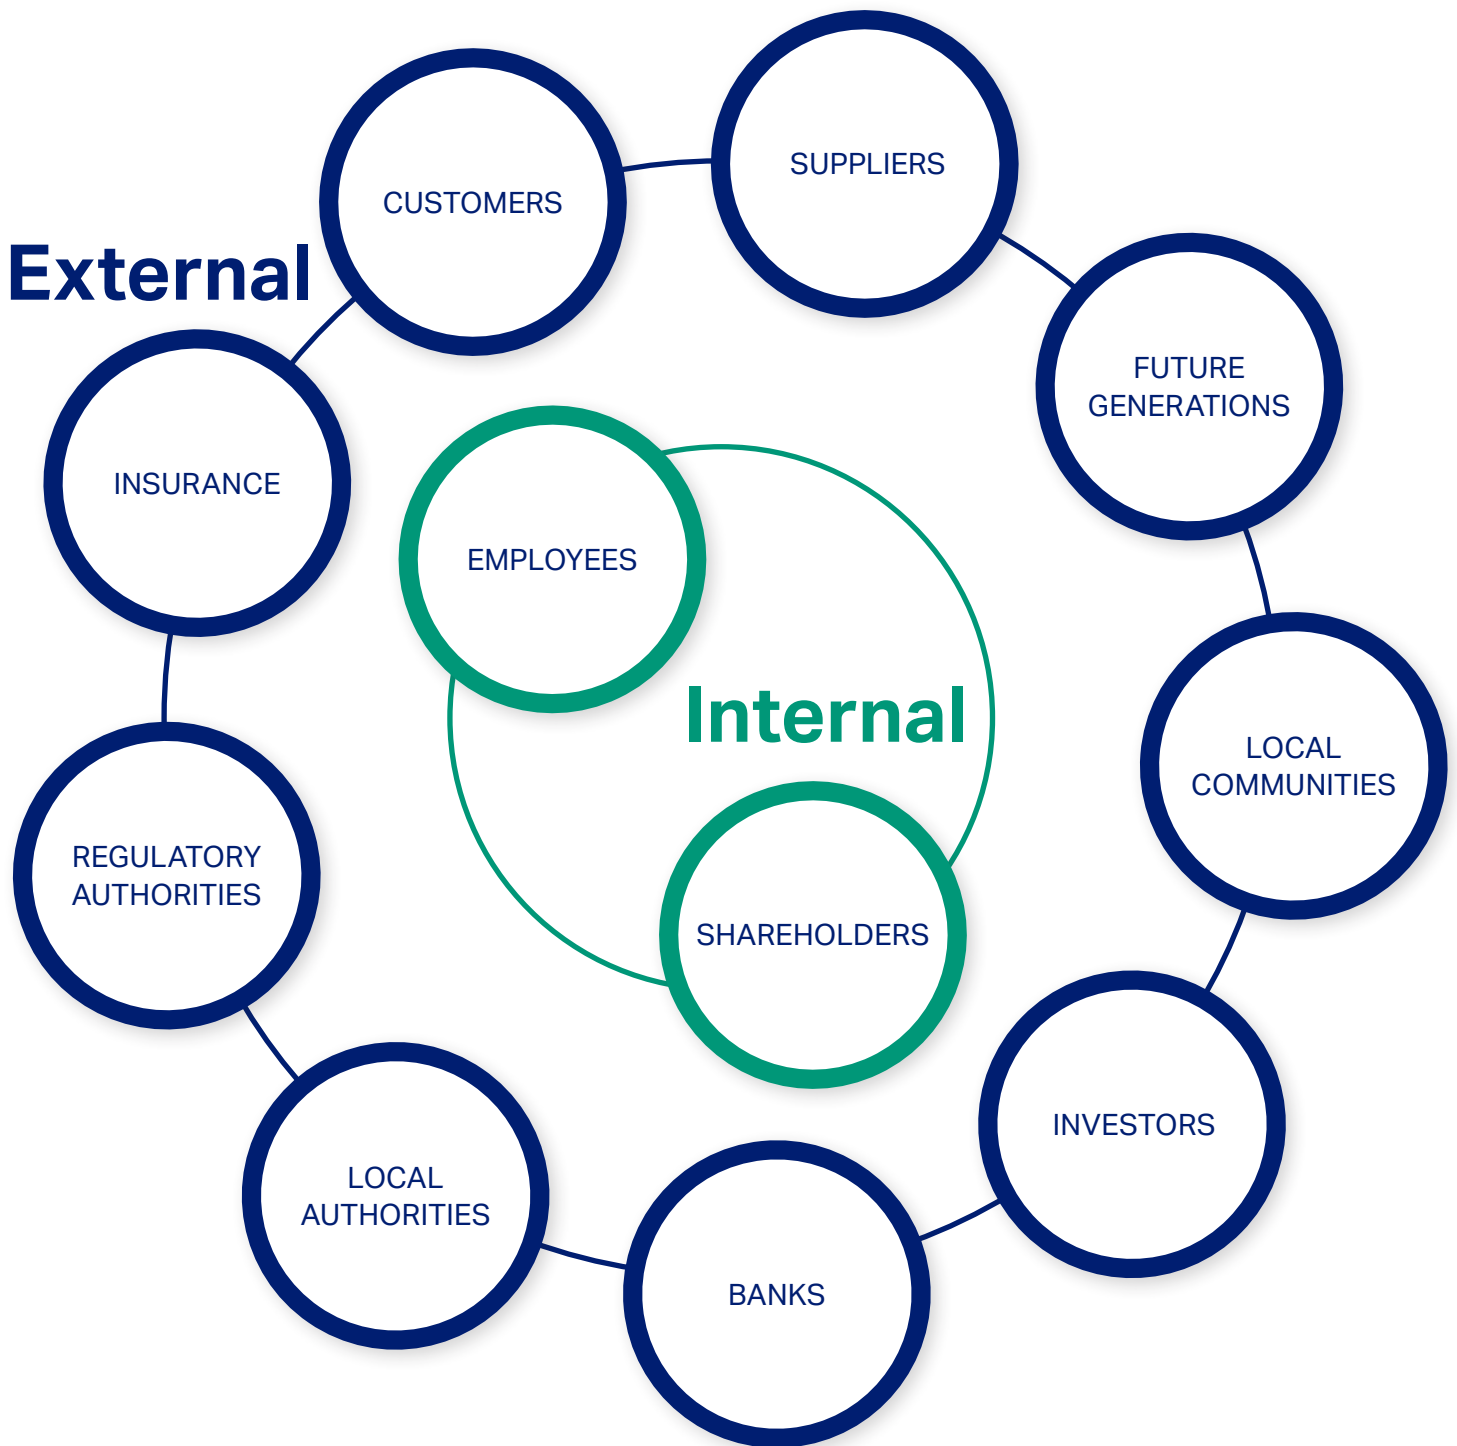 SUPPLIERS
CUSTOMERS
External
FUTURE
GENERATIONS
INSURANCE
EMPLOYEES
Internal
LOCAL
COMMUNITIES
REGULATORY
AUTHORITIES
SHAREHOLDERS
INVESTORS
LOCAL
AUTHORITIES
BANKS